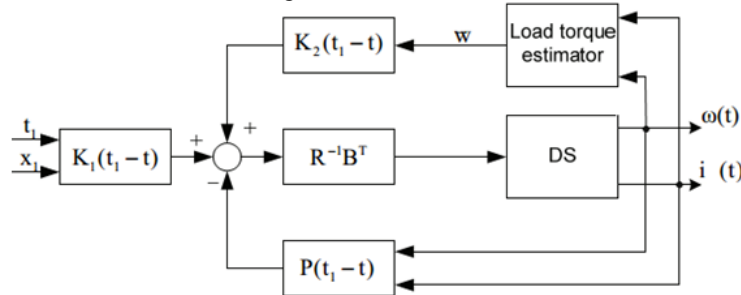 K₂(t₁ – t)
w
Load torque
estimator
t₁
x₁
K₁(t₁ – t)
+
+
–
R⁻¹Bᵀ
DS
ω(t)
i (t)
P(t₁ – t)